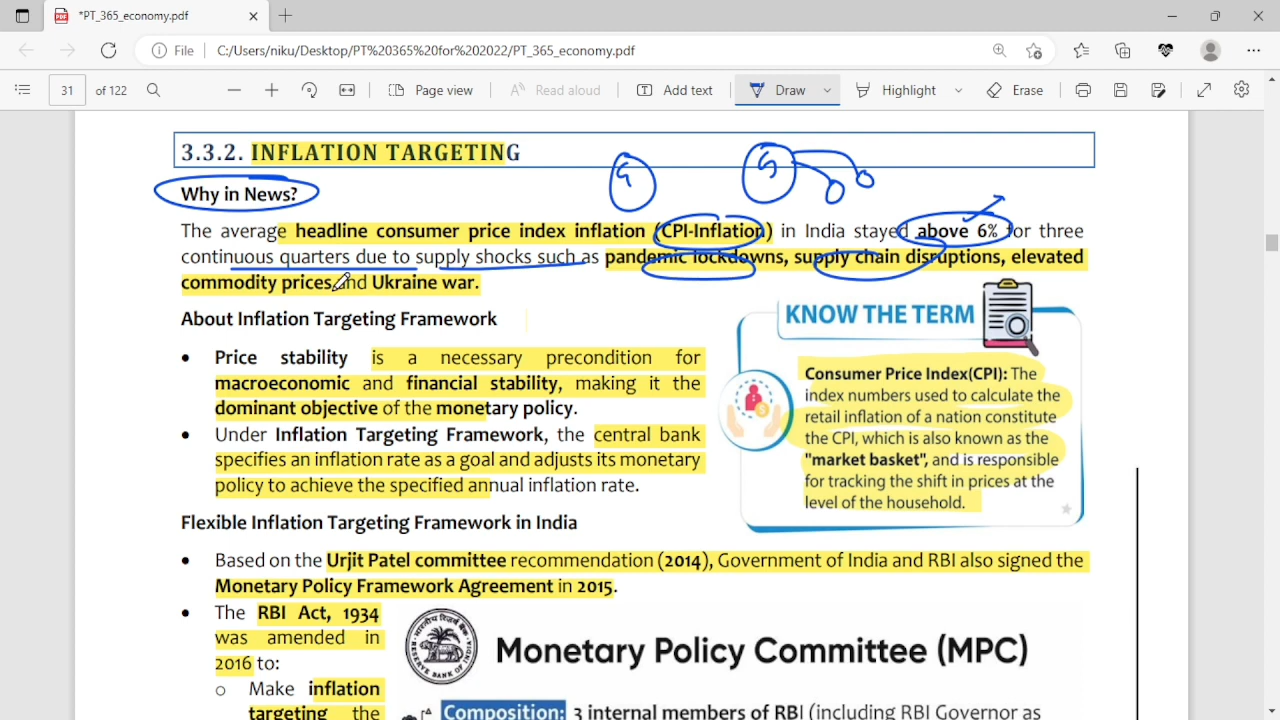 *PT_365_economy.pdf
File
C:/Users/niku/Desktop/PT%20365%20for%202022/PT_365_economy.pdf
31 of 122
Page view
Read aloud
Add text
Draw
Highlight
Erase
3.3.2. INFLATION TARGETING
G G
Why in News?
The average headline consumer price index inflation (CPI-Inflation) in India stayed above 6% for three
continuous quarters due to supply shocks such as pandemic lockdowns, supply chain disruptions, elevated
commodity prices and Ukraine war.
About Inflation Targeting Framework
• Price stability is a necessary precondition for
macroeconomic and financial stability, making it the
dominant objective of the monetary policy.
• Under Inflation Targeting Framework, the central bank
specifies an inflation rate as a goal and adjusts its monetary
policy to achieve the specified annual inflation rate.
KNOW THE TERM
Consumer Price Index(CPI): The
index numbers used to calculate the
retail inflation of a nation constitute
the CPI, which is also known as the
"market basket", and is responsible
for tracking the shift in prices at the
level of the household.
Flexible Inflation Targeting Framework in India
• Based on the Urjit Patel committee recommendation (2014), Government of India and RBI also signed the
Monetary Policy Framework Agreement in 2015.
• The RBI Act, 1934
was amended in
2016 to:
o Make inflation
targeting the
Monetary Policy Committee (MPC)
Composition: 3 internal members of RBI (including RBI Governor as